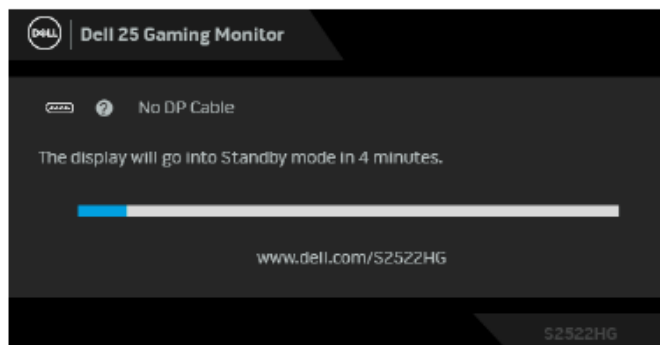 DELL Dell 25 Gaming Monitor
No DP Cable
The display will go into Standby mode in 4 minutes.
www.dell.com/S2522HG
S2522HG